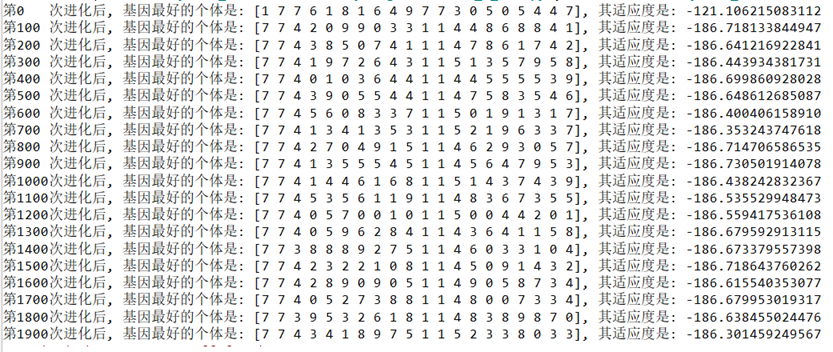 第0    次进化后, 基因最好的个体是: [1 7 7 6 1 8 1 6 4 9 7 7 3 0 5 0 5 4 4 7], 其适应度是: -121.106215083112
第100  次进化后, 基因最好的个体是: [7 7 4 2 0 9 9 0 3 3 1 1 4 4 8 6 8 8 4 1], 其适应度是: -186.718133844947
第200  次进化后, 基因最好的个体是: [7 7 4 3 8 5 0 7 4 1 1 1 4 7 8 6 1 7 4 2], 其适应度是: -186.641216922841
第300  次进化后, 基因最好的个体是: [7 7 4 1 9 7 2 6 4 3 1 1 5 1 3 5 7 9 5 8], 其适应度是: -186.443934381731
第400  次进化后, 基因最好的个体是: [7 7 4 0 1 0 3 6 4 4 1 1 4 4 5 5 5 5 3 9], 其适应度是: -186.699860928028
第500  次进化后, 基因最好的个体是: [7 7 4 3 9 0 5 5 4 4 1 1 4 7 5 8 3 5 4 6], 其适应度是: -186.648612685087
第600  次进化后, 基因最好的个体是: [7 7 4 5 6 0 8 3 3 7 1 1 5 0 1 9 1 3 1 7], 其适应度是: -186.400406158910
第700  次进化后, 基因最好的个体是: [7 7 4 1 3 4 1 3 5 3 1 1 5 2 1 9 6 3 3 7], 其适应度是: -186.353243747618
第800  次进化后, 基因最好的个体是: [7 7 4 2 7 0 4 9 1 5 1 1 4 6 2 9 3 0 5 7], 其适应度是: -186.714706586535
第900  次进化后, 基因最好的个体是: [7 7 4 1 3 5 5 5 4 5 1 1 4 5 6 4 7 9 5 3], 其适应度是: -186.730501914078
第1000次进化后, 基因最好的个体是: [7 7 4 1 4 4 6 1 6 8 1 1 5 1 4 3 7 4 3 9], 其适应度是: -186.438242832367
第1100次进化后, 基因最好的个体是: [7 7 4 5 3 5 6 1 1 9 1 1 4 8 3 6 7 3 5 5], 其适应度是: -186.535529948473
第1200次进化后, 基因最好的个体是: [7 7 4 0 5 7 0 0 1 0 1 1 5 0 0 4 4 2 0 1], 其适应度是: -186.559417536108
第1300次进化后, 基因最好的个体是: [7 7 4 0 5 9 6 2 8 4 1 1 4 3 6 4 1 1 5 8], 其适应度是: -186.679592913115
第1400次进化后, 基因最好的个体是: [7 7 3 8 8 8 9 2 7 5 1 1 4 6 0 3 3 1 0 4], 其适应度是: -186.673379557398
第1500次进化后, 基因最好的个体是: [7 7 4 2 3 2 2 1 0 8 1 1 4 5 0 9 1 4 3 2], 其适应度是: -186.718643760262
第1600次进化后, 基因最好的个体是: [7 7 4 2 8 9 0 9 0 5 1 1 4 9 0 5 8 7 3 4], 其适应度是: -186.615540353077
第1700次进化后, 基因最好的个体是: [7 7 4 0 5 2 7 3 8 8 1 1 4 8 0 0 7 3 3 4], 其适应度是: -186.679953019317
第1800次进化后, 基因最好的个体是: [7 7 3 9 5 3 2 6 1 8 1 1 4 8 3 8 9 8 7 0], 其适应度是: -186.638455024476
第1900次进化后, 基因最好的个体是: [7 7 4 3 4 1 8 9 7 5 1 1 5 2 3 3 8 0 3 3], 其适应度是: -186.301459249567